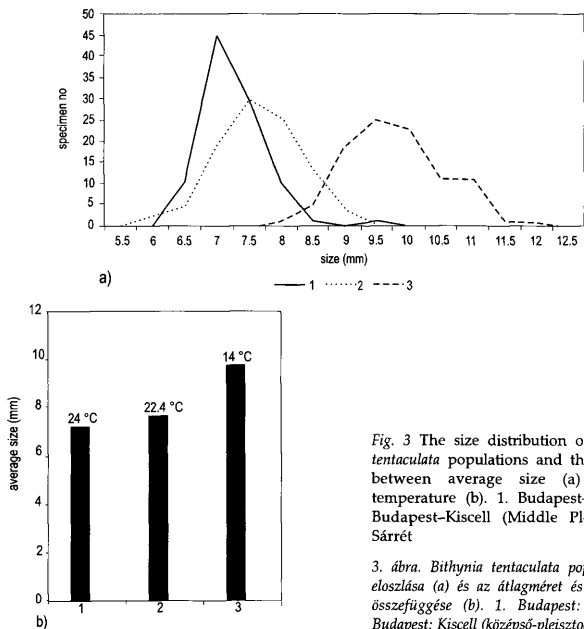 50
45
40
35
30
25
20
15
10
5
0
specimen no
5.5 6 6.5 7 7.5 8 8.5 9 9.5 10 10.5 11 11.5 12 12.5
size (mm)
a)
1 2 3
12
10
8
6
4
2
0
average size (mm)
24 °C
22.4 °C
14 °C
1 2 3
b)
Fig. 3 The size distribution o
tentaculata populations and th
between average size (a)
temperature (b). 1. Budapest–
Budapest–Kiscell (Middle Pl
Sárrét
3. ábra. Bithynia tentaculata po
eloszlása (a) és az átlagméret és
összefüggése (b). 1. Budapest:
Budapest: Kiscell (középső-pleiszto